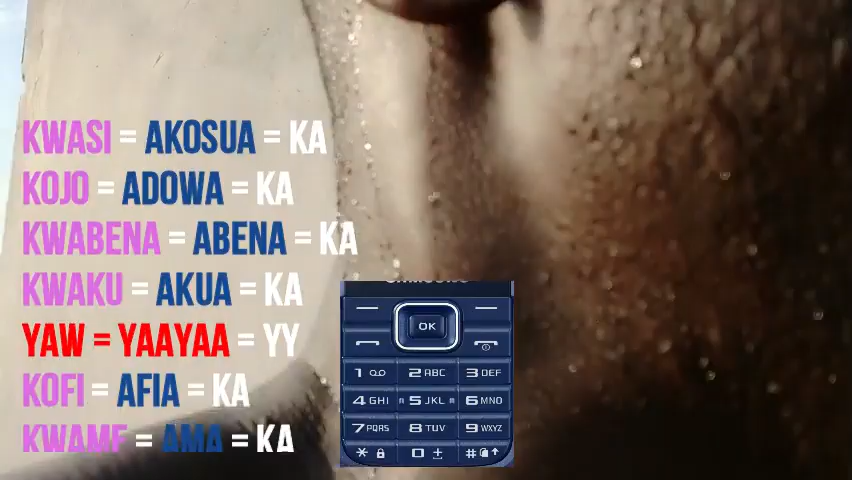 KWASI = AKOSUA = KA
KOJO = ADOWA = KA
KWABENA = ABENA = KA
KWAKU = AKUA = KA
YAW = YAAYAA = YY
KOFI = AFIA = KA
KWAME = AMA = KA
SAMSUNG
OK
1 2 ABC 3 DEF
4 GHI 5 JKL 6 MNO
7 PQRS 8 TUV 9 WXYZ
* 0 ± #